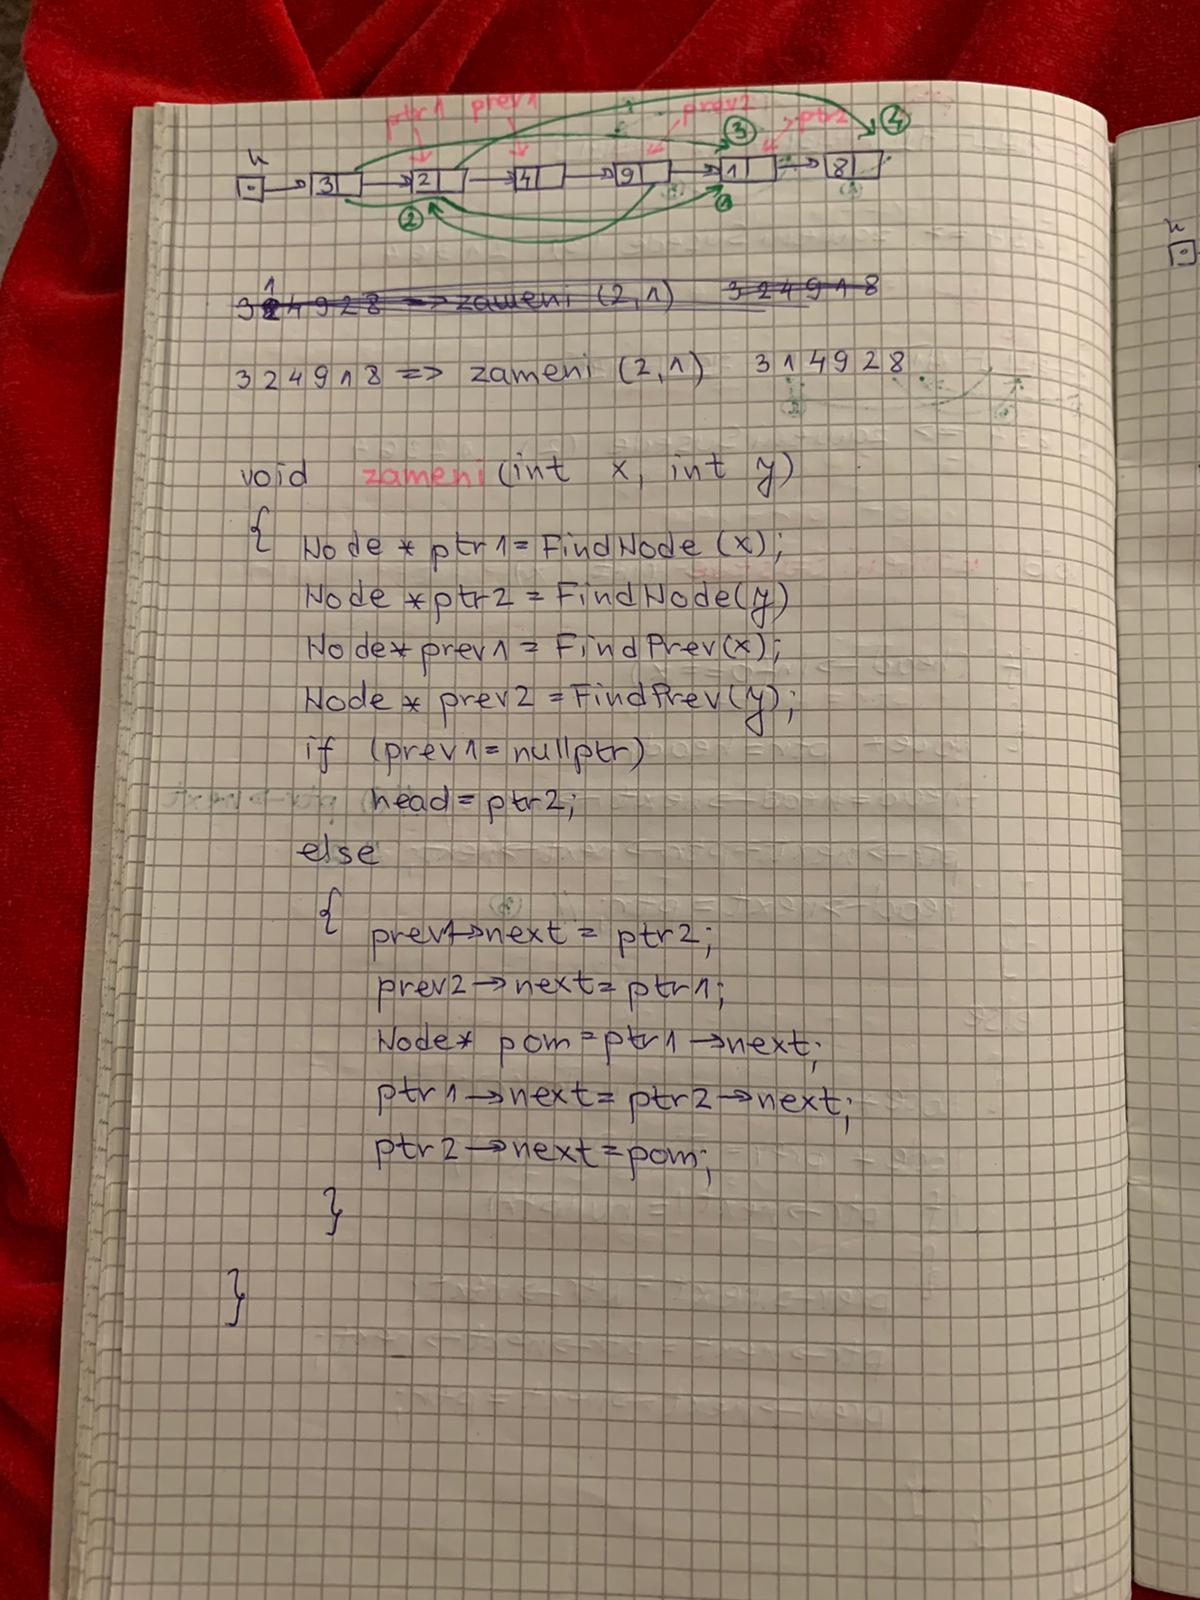 ptr1 prev1 prev2 ptr2
③ ④
h
3 2 4 9 1 8
② ①
3 2 4 9 2 8 => zameni (2,1) 3 2 4 9 1 8
1
3 2 4 9 1 8 => zameni (2,1) 3 1 4 9 2 8
void zameni (int x, int y)
{ Node * ptr1 = FindNode (x);
Node * ptr2 = FindNode(y)
Node* prev1 = FindPrev(x);
Node * prev2 = FindPrev(y);
if (prev1 = nullptr)
head = ptr2;
else
{ prev1->next = ptr2;
prev2->next = ptr1;
Node* pom = ptr1->next;
ptr1->next = ptr2->next;
ptr2->next = pom;
}
}
h